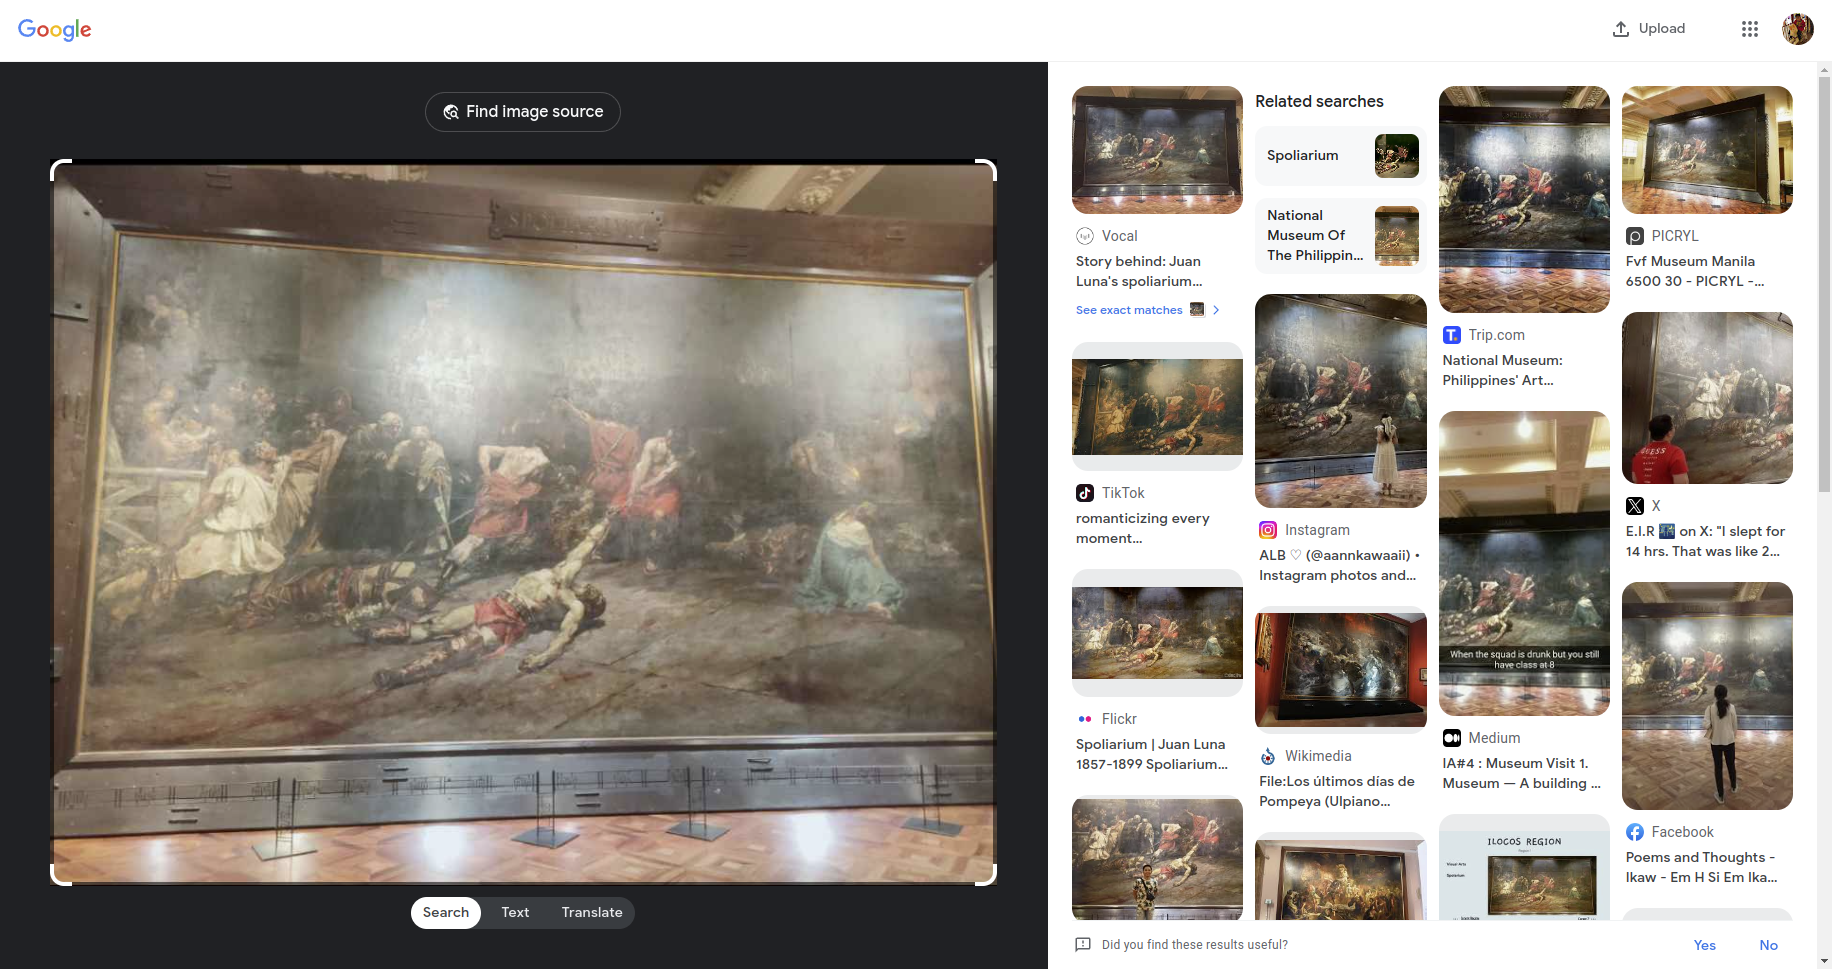 Google
Upload
Find image source
SPOLIARIUM
Search
Text
Translate
Vocal
Story behind: Juan
Luna's spoliarium...
See exact matches
TikTok
romanticizing every
moment...
Flickr
Spoliarium | Juan Luna
1857-1899 Spoliarium...
Related searches
Spoliarium
National
Museum Of
The Philippin...
Instagram
ALB ♡ (@aannkawaaii) •
Instagram photos and...
Wikimedia
File:Los últimos días de
Pompeya (Ulpiano...
Trip.com
National Museum:
Philippines' Art...
When the squad is drunk but you still
have class at 8
Medium
IA#4 : Museum Visit 1.
Museum — A building ...
ILOCOS REGION
PICRYL
Fvf Museum Manila
6500 30 - PICRYL -...
GUESS
X
E.I.R 🌃 on X: "I slept for
14 hrs. That was like 2...
Facebook
Poems and Thoughts -
Ikaw - Em H Si Em Ika...
Did you find these results useful?
Yes
No